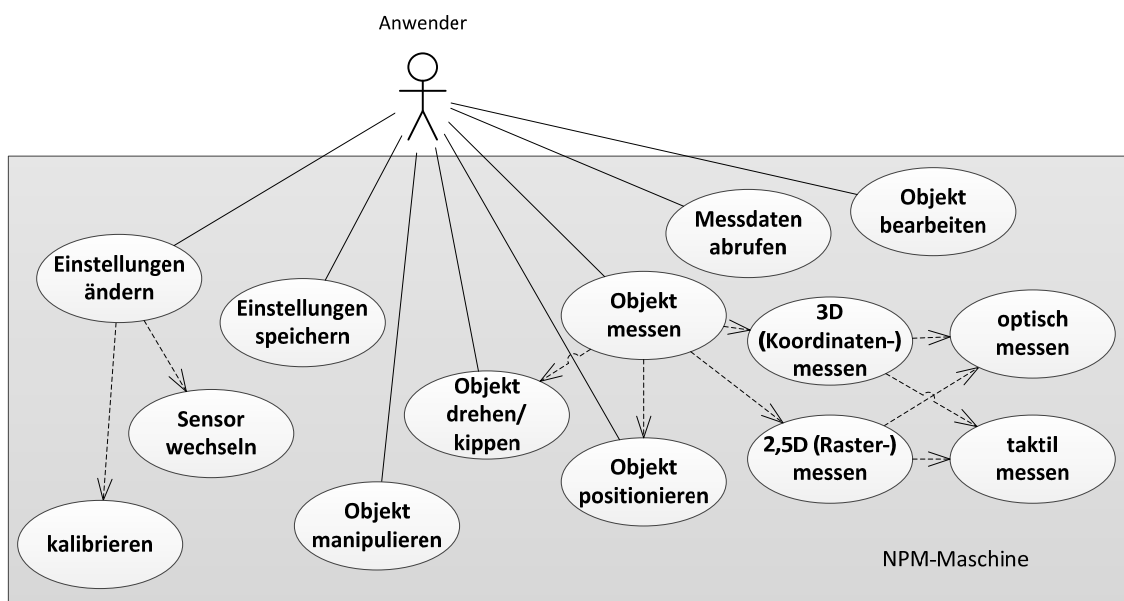 Anwender
Objekt
bearbeiten
Messdaten
abrufen
Einstellungen
ändern
Einstellungen
speichern
Objekt
messen
3D
(Koordinaten-)
messen
optisch
messen
Objekt
drehen/
kippen
Sensor
wechseln
2,5D (Raster-)
messen
taktil
messen
Objekt
positionieren
Objekt
manipulieren
kalibrieren
NPM-Maschine